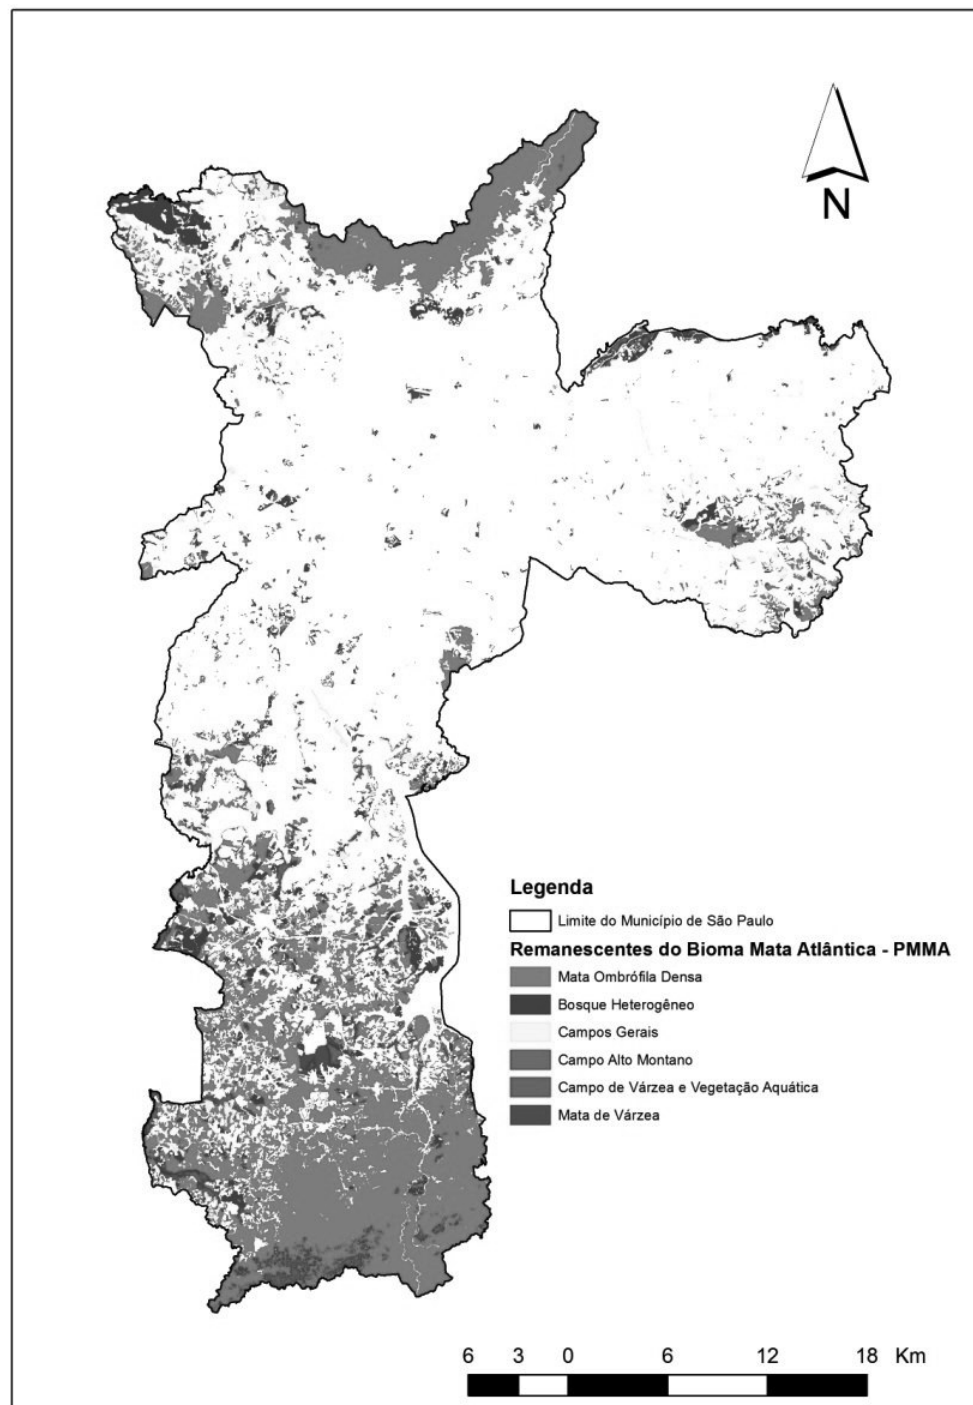 N
Legenda
Limite do Município de São Paulo
Remanescentes do Bioma Mata Atlântica - PMMA
Mata Ombrófila Densa
Bosque Heterogêneo
Campos Gerais
Campo Alto Montano
Campo de Várzea e Vegetação Aquática
Mata de Várzea
6 3 0 6 12 18 Km